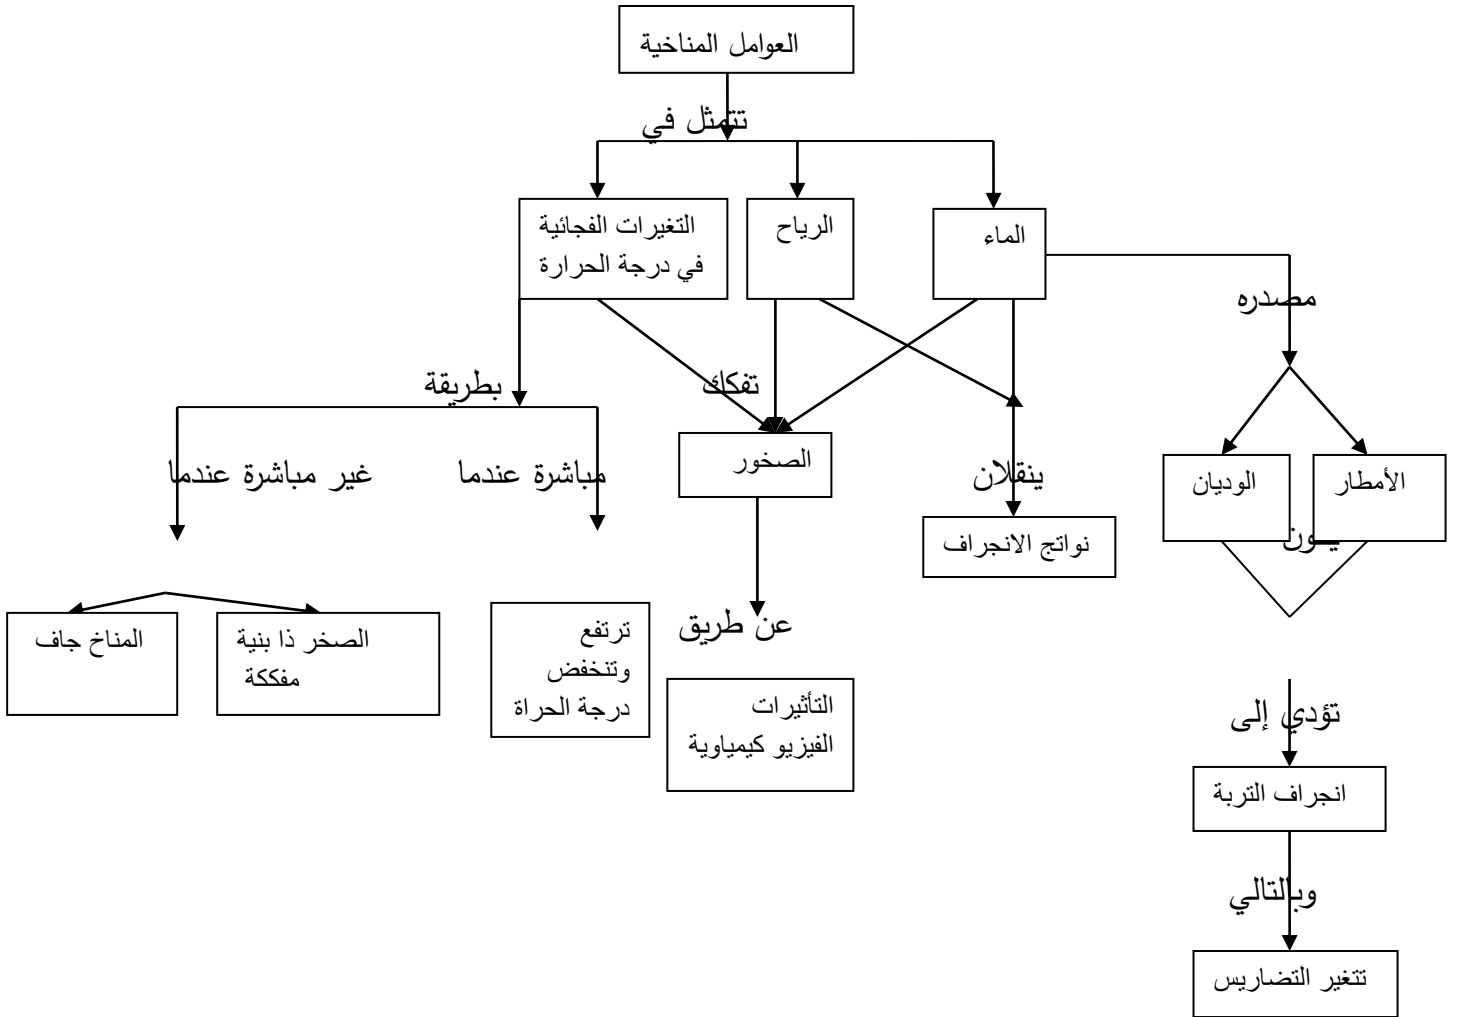 العوامل المناخية
تتمثل في
الماء
الرياح
التغيرات الفجائية
في درجة الحرارة
مصدره
تفكك
بطريقة
الأمطار
الوديان
ينقلان
الصخور
مباشرة عندما
غير مباشرة عندما
نواتج الانجراف
عن طريق
ترتفع
وتنخفض
درجة الحراة
الصخر ذا بنية
مفككة
المناخ جاف
التأثيرات
الفيزيو كيمياوية
تؤدي إلى
انجراف التربة
وبالتالي
تتغير التضاريس